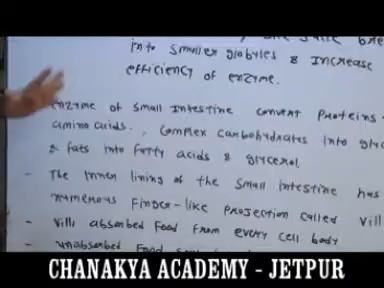 into smaller globules & increase
efficiency of enzyme.
enzyme of small intestine convert proteins
amino acids. complex carbohydrates into
& fats into fatty acids & glycerol
- The inner lining of the small intestine has
numerous finger-like projection called Villi
- Villi absorbed food from every cell body
- unabsorbed food
CHANAKYA ACADEMY - JETPUR